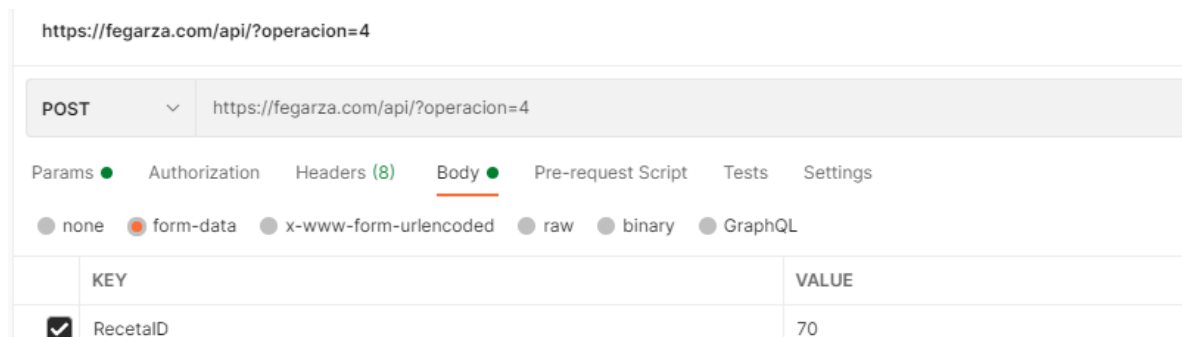 https://fegarza.com/api/?operacion=4
POST https://fegarza.com/api/?operacion=4
Params Authorization Headers (8) Body Pre-request Script Tests Settings
none form-data x-www-form-urlencoded raw binary GraphQL
KEY VALUE
RecetaID 70